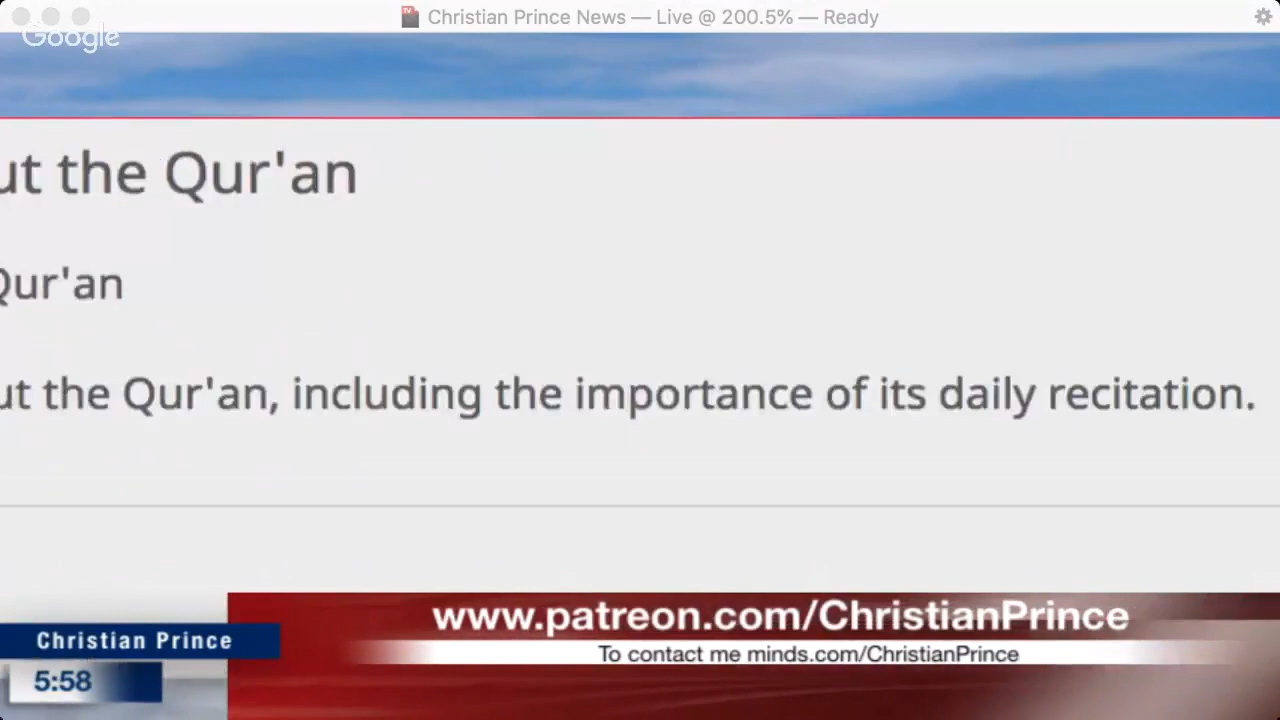 Christian Prince News — Live @ 200.5% — Ready
Google
ut the Qur'an
Qur'an
ut the Qur'an, including the importance of its daily recitation.
www.patreon.com/ChristianPrince
Christian Prince
To contact me minds.com/ChristianPrince
5:58